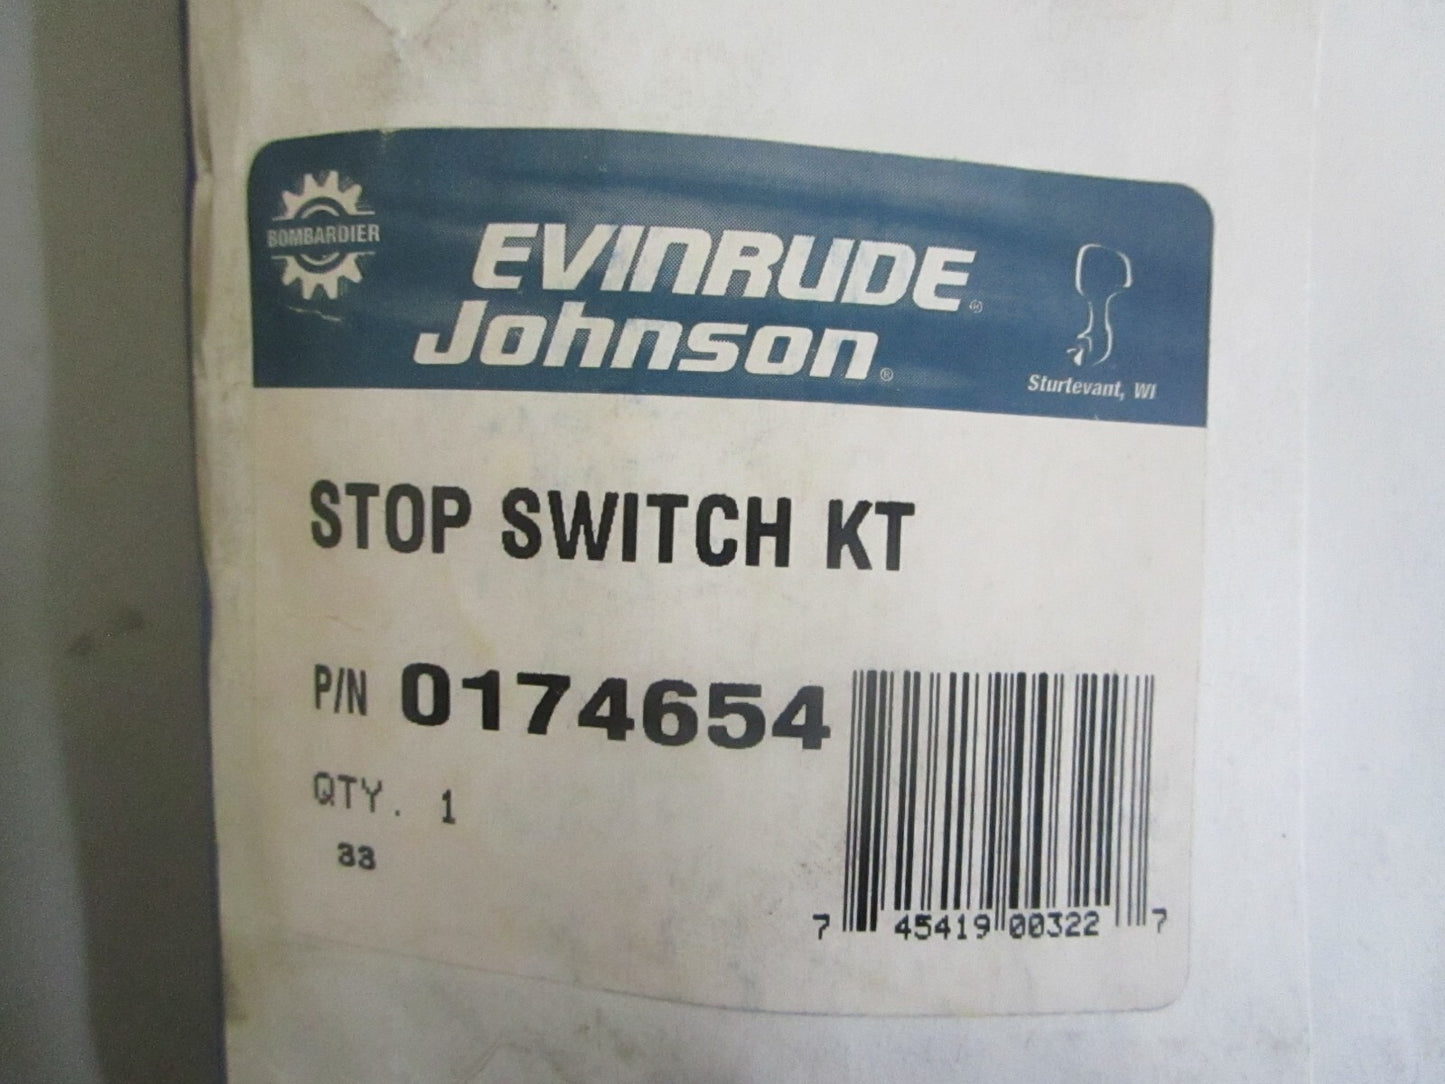 BOMBARDIER
EVINRUDE®
Johnson®
Sturtevant, WI
STOP SWITCH KT
P/N 0174654
QTY. 1
33
7 45419 00322 7